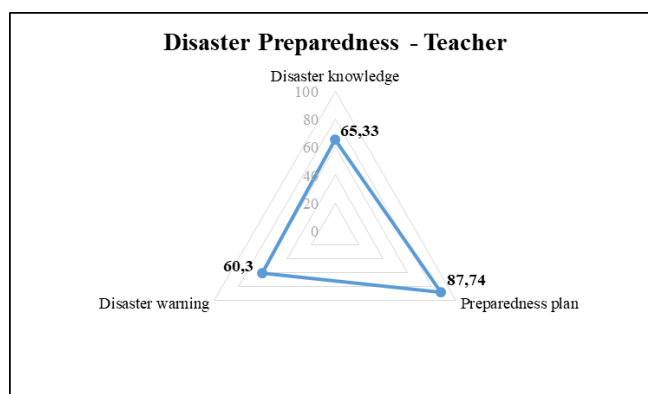 Disaster Preparedness - Teacher
Disaster knowledge
100
80
65,33
60
40
20
0
60,3
87,74
Disaster warning
Preparedness plan